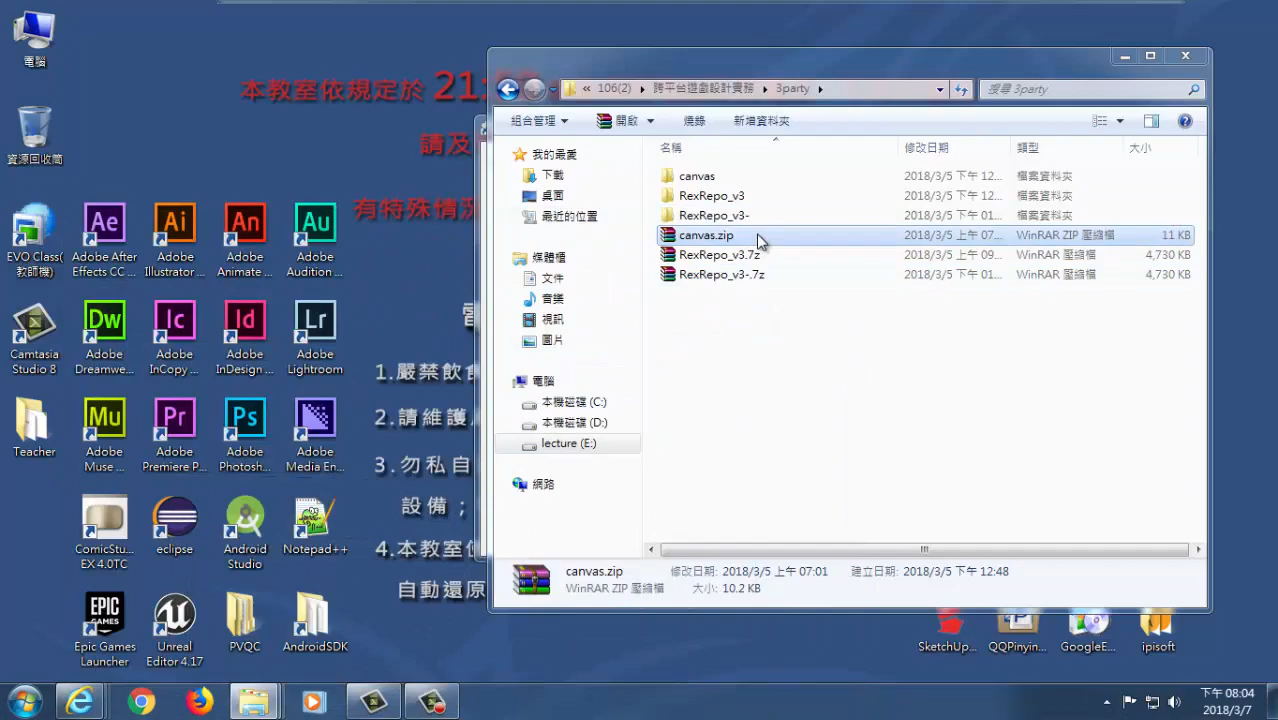 電腦
資源回收筒
EVO Class(
教師機)
Ae
Adobe After
Effects CC ...
Ai
Adobe
Illustrator ...
An
Adobe
Animate ...
Au
Adobe
Audition ...
Camtasia
Studio 8
Dw
Adobe
Dreamwe...
Ic
Adobe
InCopy ...
Id
Adobe
InDesign ...
Lr
Adobe
Lightroom
Teacher
Mu
Adobe
Muse ...
Pr
Adobe
Premiere P...
Ps
Adobe
Photosh...
Adobe
Media En...
ComicStu...
EX 4.0TC
eclipse
Android
Studio
Notepad++
EPIC
GAMES
Epic Games
Launcher
Unreal
Editor 4.17
PVQC
AndroidSDK
本教室依規定於 21:
請及
有特殊情況
1.嚴禁飲食
2.請維護
3.勿私自
設備；
4.本教室使
自動還原
« 106(2) 跨平台遊戲設計實務 3party
搜尋 3party
組合管理 開啟 燒錄 新增資料夾
我的最愛
下載
桌面
最近的位置
媒體櫃
文件
音樂
視訊
圖片
電腦
本機磁碟 (C:)
本機磁碟 (D:)
lecture (E:)
網路
名稱 修改日期 類型 大小
canvas 2018/3/5 下午 12... 檔案資料夾
RexRepo_v3 2018/3/5 下午 12... 檔案資料夾
RexRepo_v3- 2018/3/5 下午 01... 檔案資料夾
canvas.zip 2018/3/5 上午 07... WinRAR ZIP 壓縮檔 11 KB
RexRepo_v3.7z 2018/3/5 上午 09... WinRAR 壓縮檔 4,730 KB
RexRepo_v3-.7z 2018/3/5 下午 01... WinRAR 壓縮檔 4,730 KB
canvas.zip 修改日期: 2018/3/5 上午 07:01 建立日期: 2018/3/5 下午 12:48
WinRAR ZIP 壓縮檔 大小: 10.2 KB
SketchUp...
QQPinyin...
GoogleE...
ipisoft
下午 08:04
2018/3/7